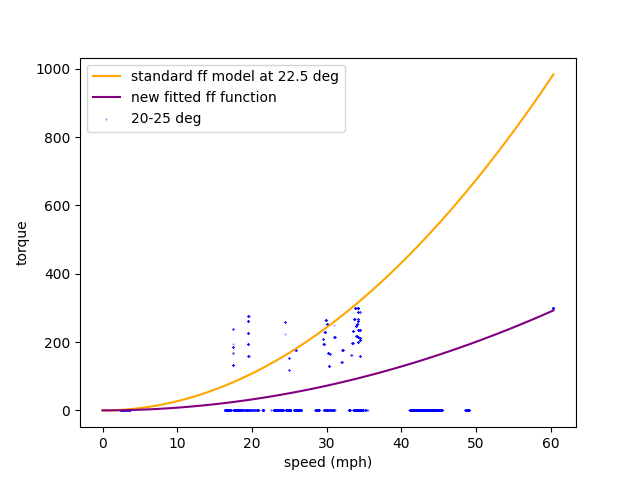 standard ff model at 22.5 deg
new fitted ff function
20-25 deg
torque
1000
800
600
400
200
0
0 10 20 30 40 50 60
speed (mph)